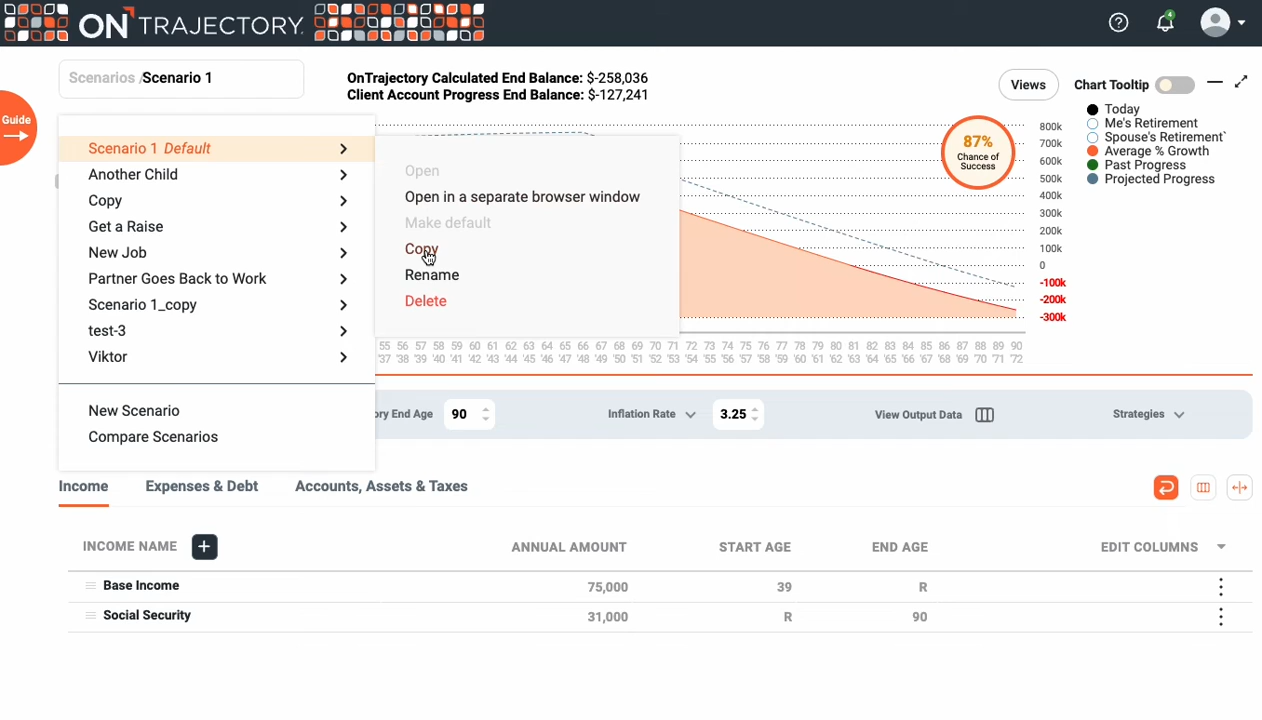 ONTRAJECTORY.
4
Scenarios /Scenario 1
OnTrajectory Calculated End Balance: $-258,036
Client Account Progress End Balance: $-127,241
Views
Chart Tooltip
Guide
Today
Me's Retirement
Spouse's Retirement`
Average % Growth
Past Progress
Projected Progress
87%
Chance of
Success
800k
700k
600k
500k
400k
300k
200k
100k
0
-100k
-200k
-300k
Scenario 1 Default
Another Child
Copy
Get a Raise
New Job
Partner Goes Back to Work
Scenario 1_copy
test-3
Viktor
New Scenario
Compare Scenarios
Open
Open in a separate browser window
Make default
Copy
Rename
Delete
55 56 57 58 59 60 61 62 63 64 65 66 67 68 69 70 71 72 73 74 75 76 77 78 79 80 81 82 83 84 85 86 87 88 89 90
'37 '38 '39 '40 '41 '42 '43 '44 '45 '46 '47 '48 '49 '50 '51 '52 '53 '54 '55 '56 '57 '58 '59 '60 '61 '62 '63 '64 '65 '66 '67 '68 '69 '70 '71 '72
ory End Age 90 Inflation Rate 3.25 View Output Data Strategies
Income Expenses & Debt Accounts, Assets & Taxes
INCOME NAME + ANNUAL AMOUNT START AGE END AGE EDIT COLUMNS
Base Income 75,000 39 R
Social Security 31,000 R 90